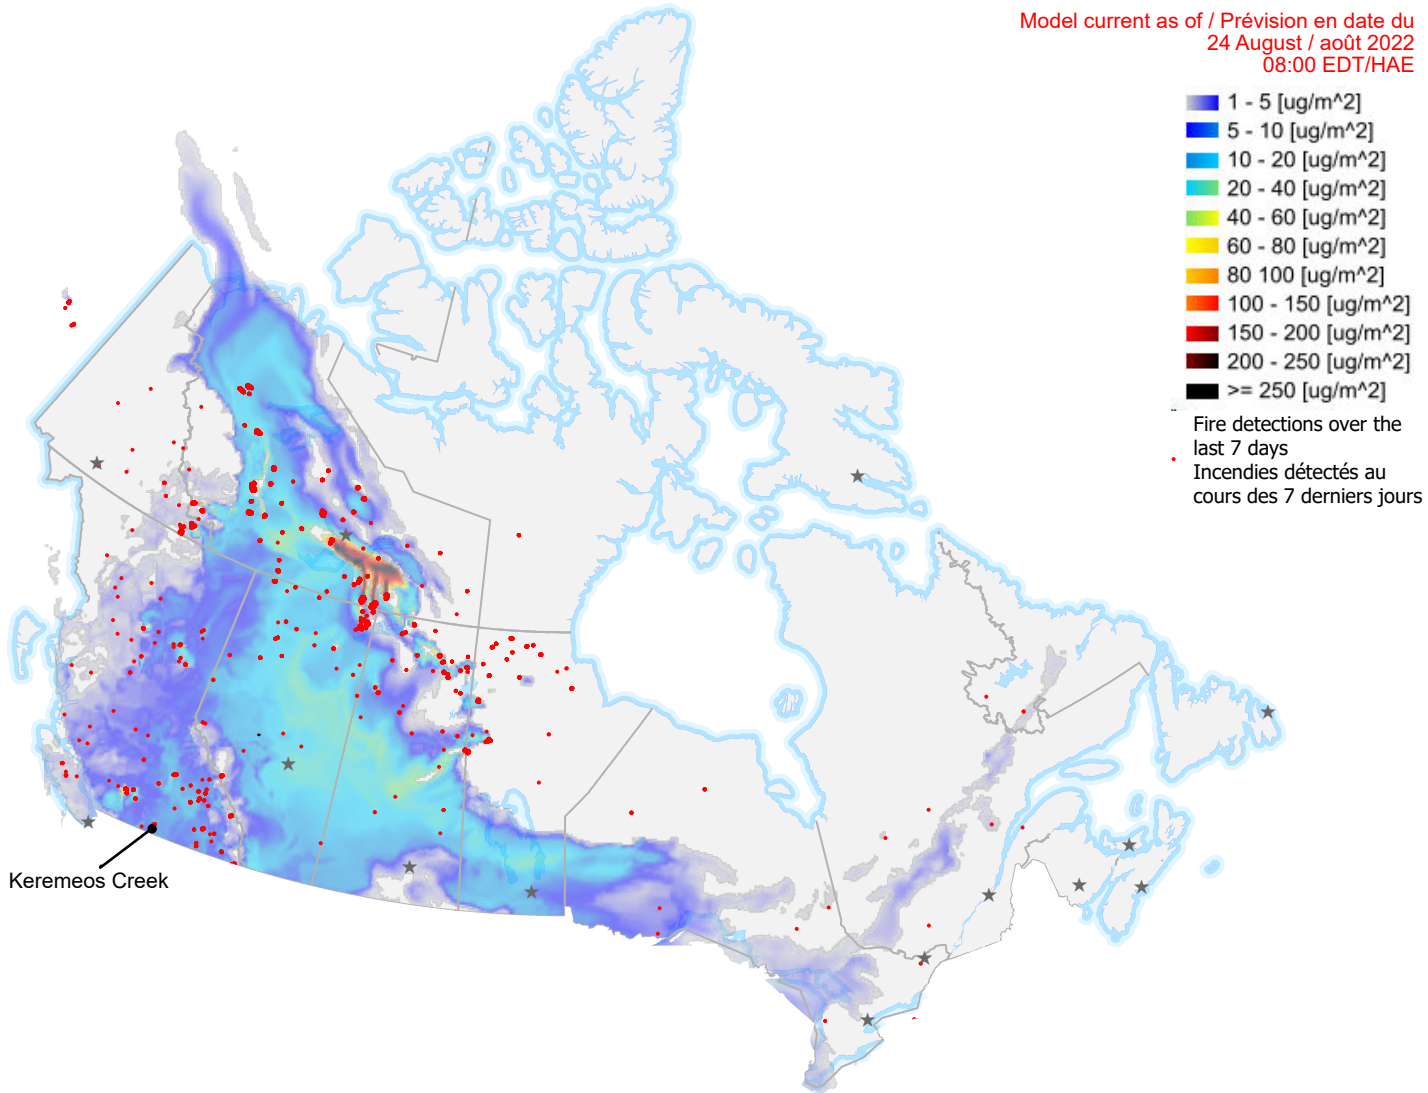 Model current as of / Prévision en date du
24 August / août 2022
08:00 EDT/HAE
1 - 5 [ug/m^2]
5 - 10 [ug/m^2]
10 - 20 [ug/m^2]
20 - 40 [ug/m^2]
40 - 60 [ug/m^2]
60 - 80 [ug/m^2]
80 100 [ug/m^2]
100 - 150 [ug/m^2]
150 - 200 [ug/m^2]
200 - 250 [ug/m^2]
>= 250 [ug/m^2]
Fire detections over the
last 7 days
Incendies détectés au
cours des 7 derniers jours
Keremeos Creek